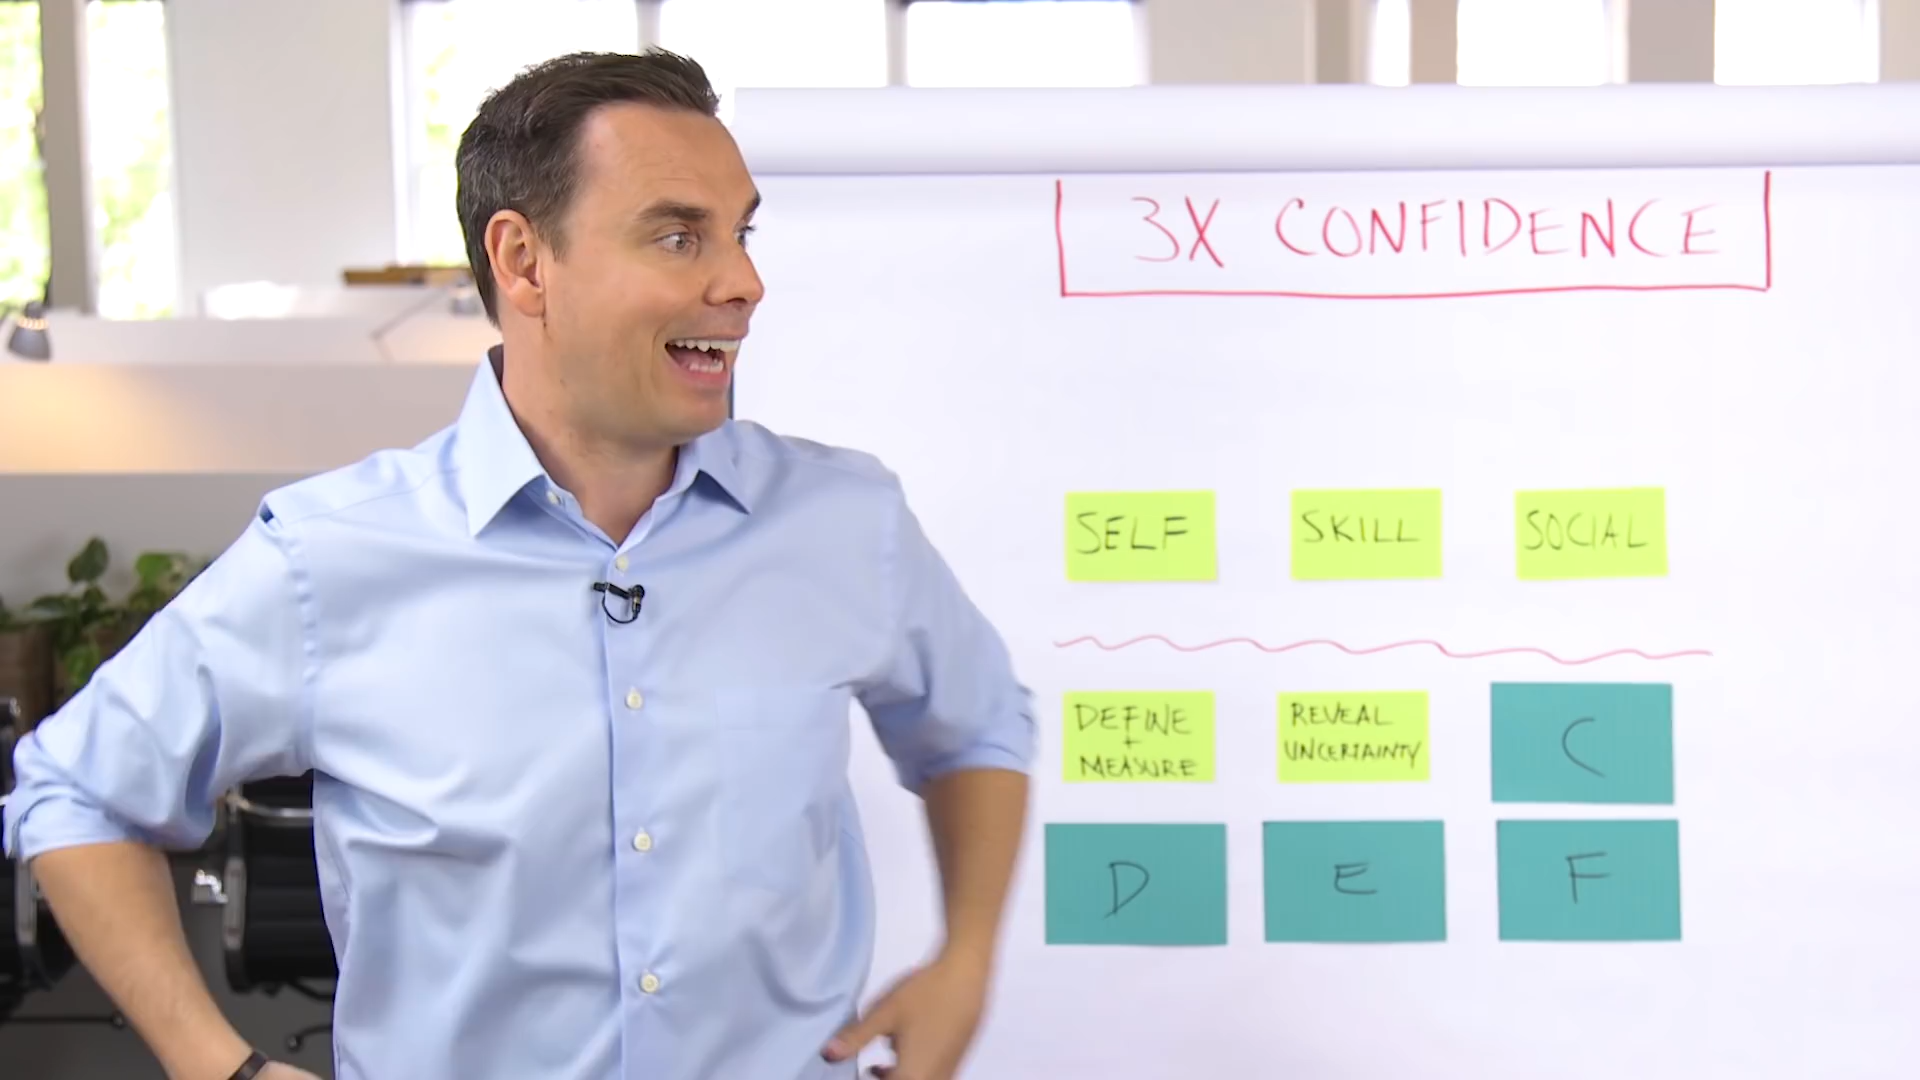 3X CONFIDENCE
SELF
SKILL
SOCIAL
DEFINE
+
MEASURE
REVEAL
UNCERTAINTY
C
D
E
F